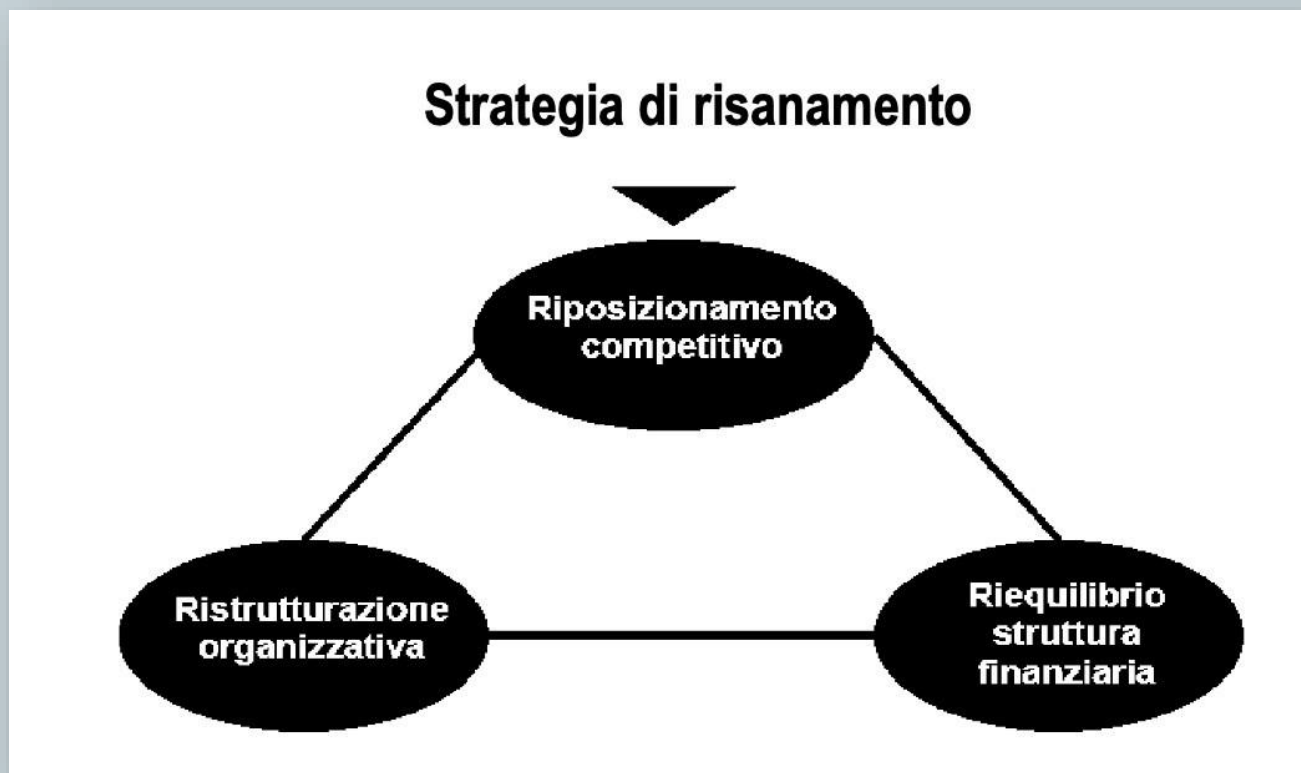 Strategia di risanamento
Riposizionamento
competitivo
Ristrutturazione
organizzativa
Riequilibrio
struttura
finanziaria